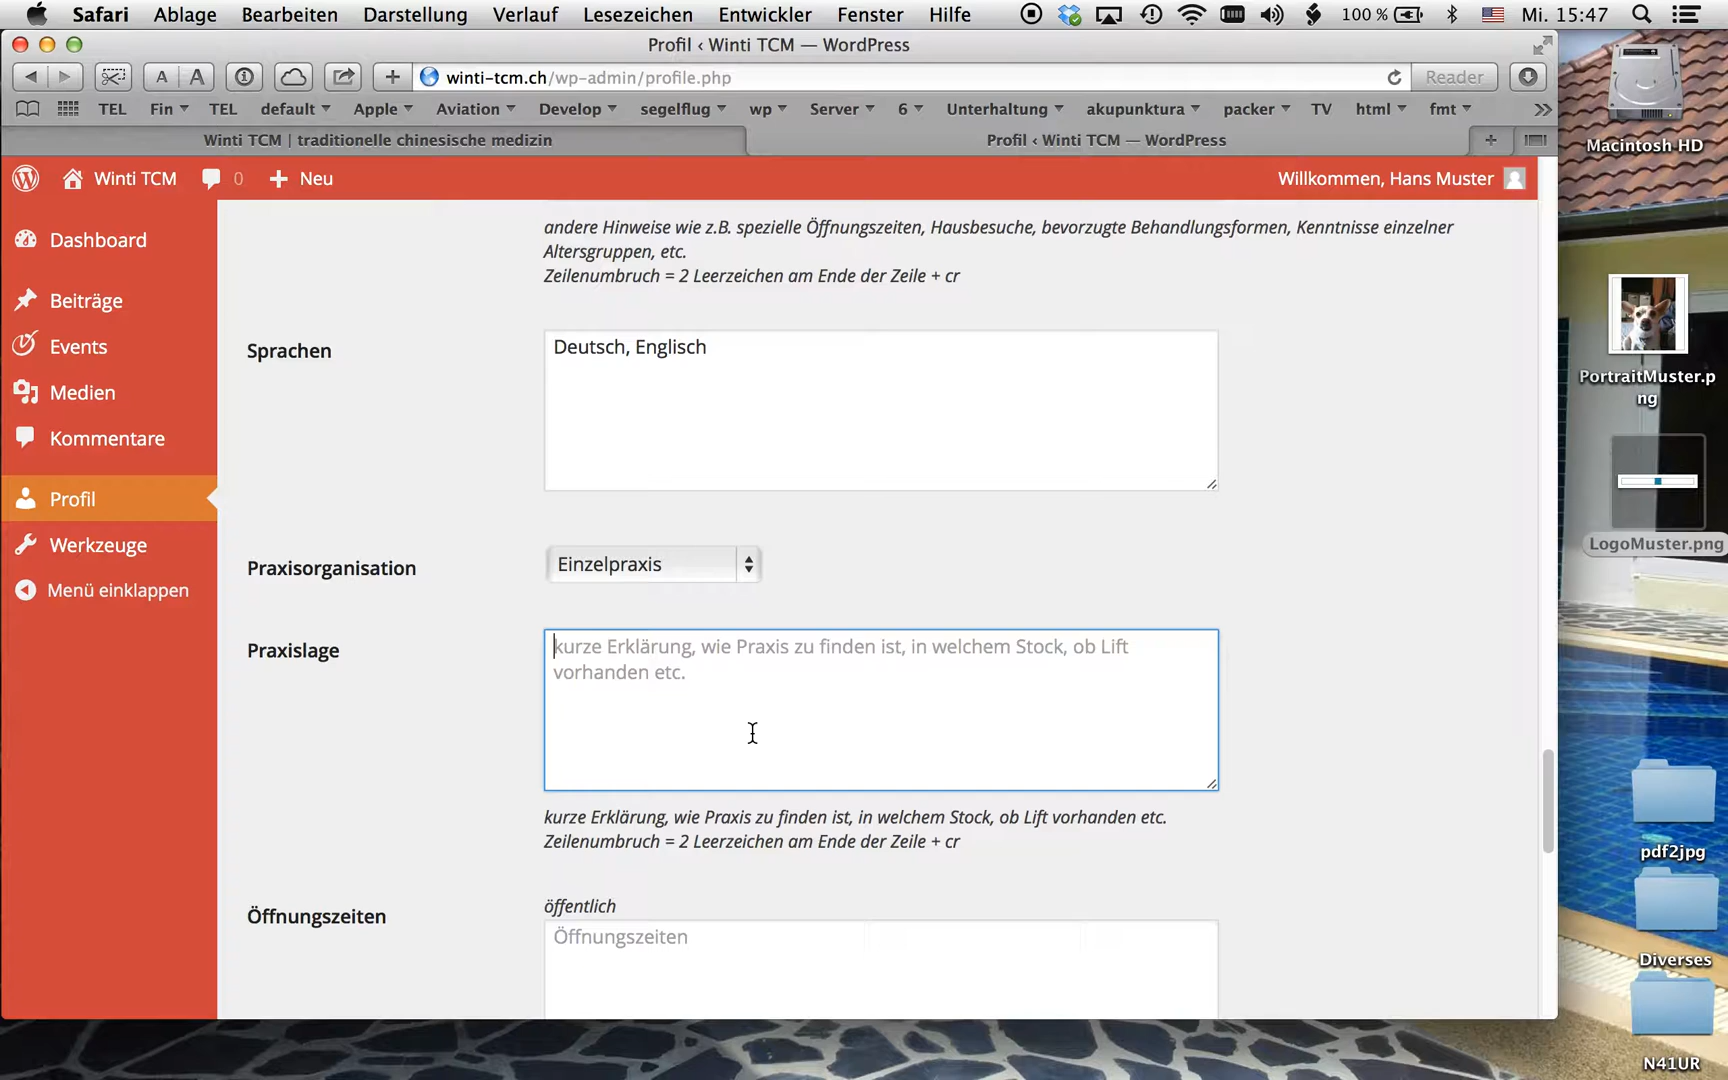 Safari Ablage Bearbeiten Darstellung Verlauf Lesezeichen Entwickler Fenster Hilfe 100 % Mi. 15:47
Profil ‹ Winti TCM — WordPress
A A winti-tcm.ch/wp-admin/profile.php Reader
TEL Fin TEL default Apple Aviation Develop segelflug wp Server 6 Unterhaltung akupunktura packer TV html fmt
Winti TCM | traditionelle chinesische medizin Profil ‹ Winti TCM — WordPress
Macintosh HD
Winti TCM 0 Neu Willkommen, Hans Muster
Dashboard
Beiträge
Events
Medien
Kommentare
Profil
Werkzeuge
Menü einklappen
andere Hinweise wie z.B. spezielle Öffnungszeiten, Hausbesuche, bevorzugte Behandlungsformen, Kenntnisse einzelner
Altersgruppen, etc.
Zeilenumbruch = 2 Leerzeichen am Ende der Zeile + cr
Sprachen
Deutsch, Englisch
Praxisorganisation
Einzelpraxis
Praxislage
kurze Erklärung, wie Praxis zu finden ist, in welchem Stock, ob Lift
vorhanden etc.
kurze Erklärung, wie Praxis zu finden ist, in welchem Stock, ob Lift vorhanden etc.
Zeilenumbruch = 2 Leerzeichen am Ende der Zeile + cr
Öffnungszeiten
öffentlich
Öffnungszeiten
PortraitMuster.p
ng
LogoMuster.png
pdf2jpg
Diverses
N41UR